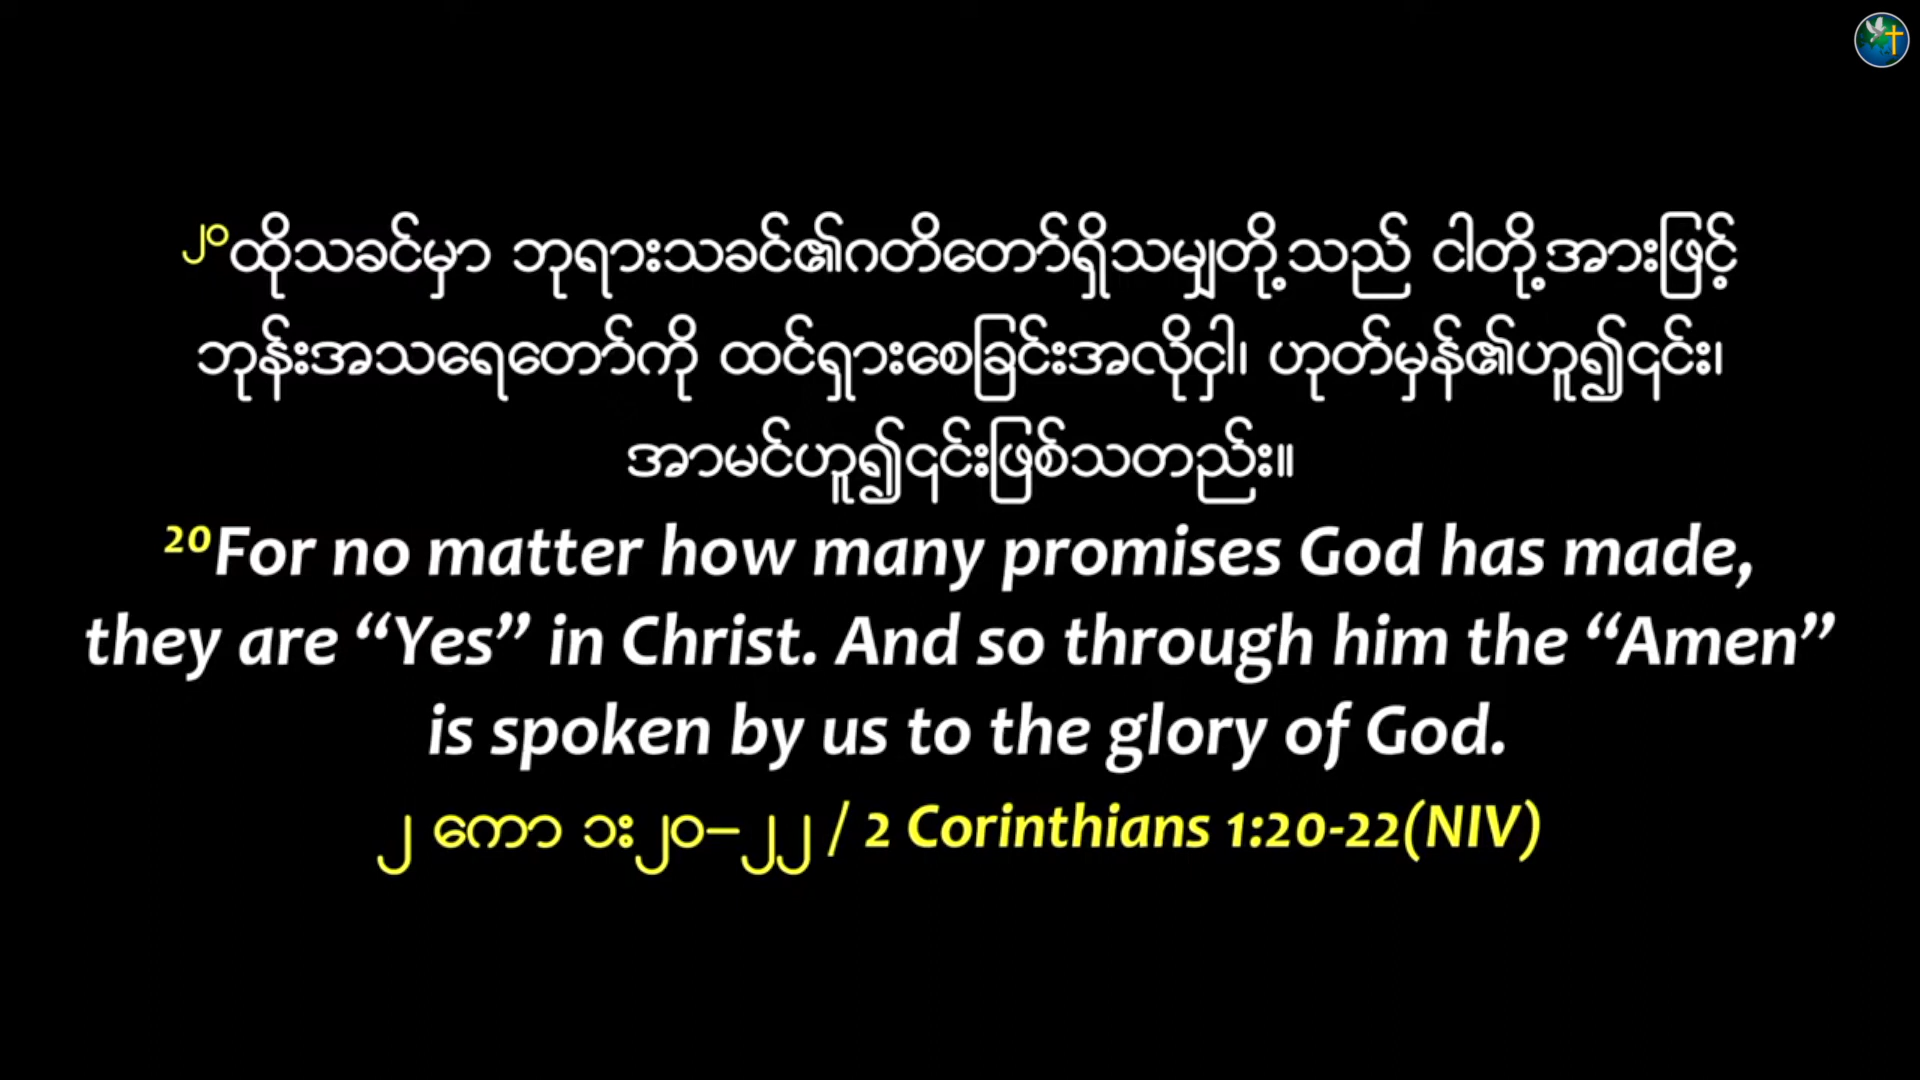 ၂၀ထိုသခင်မှာ ဘုရားသခင်၏ဂတိတော်ရှိသမျှတို့သည် ငါတို့အားဖြင့်
ဘုန်းအသရေတော်ကို ထင်ရှားစေခြင်းအလိုငှါ၊ ဟုတ်မှန်၏ဟူ၍၎င်း၊
အာမင်ဟူ၍၎င်းဖြစ်သတည်း။
20For no matter how many promises God has made,
they are “Yes” in Christ. And so through him the “Amen”
is spoken by us to the glory of God.
၂ ကော ၁း၂၀–၂၂ / 2 Corinthians 1:20-22(NIV)